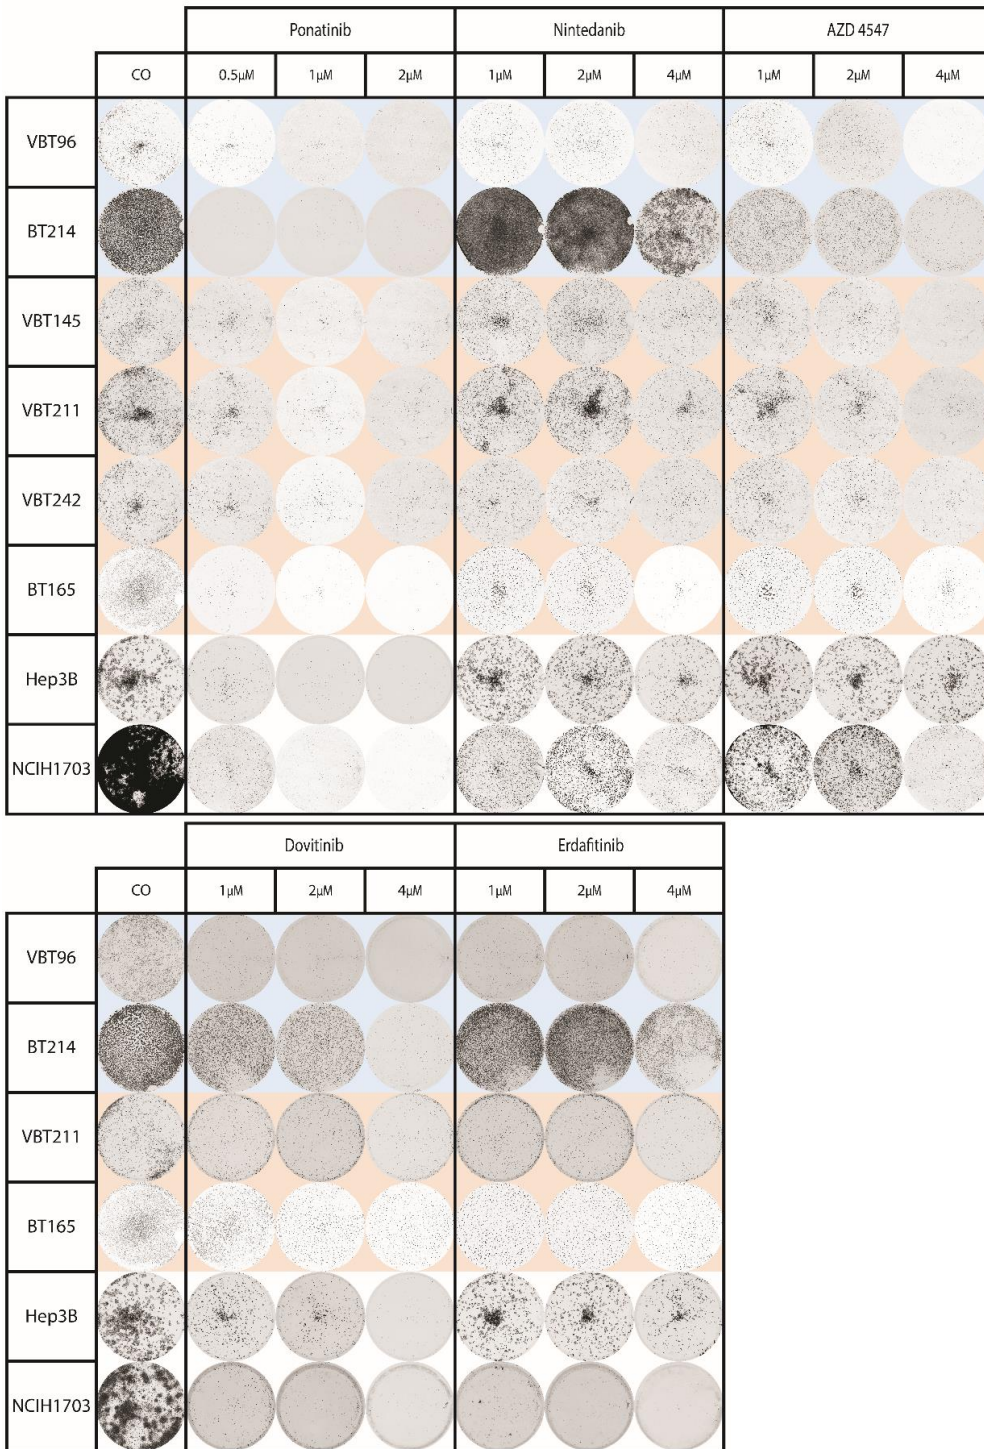 Ponatinib Nintedanib AZD 4547
CO 0.5µM 1µM 2µM 1µM 2µM 4µM 1µM 2µM 4µM
VBT96
BT214
VBT145
VBT211
VBT242
BT165
Hep3B
NCIH1703
Dovitinib Erdafitinib
CO 1µM 2µM 4µM 1µM 2µM 4µM
VBT96
BT214
VBT211
BT165
Hep3B
NCIH1703